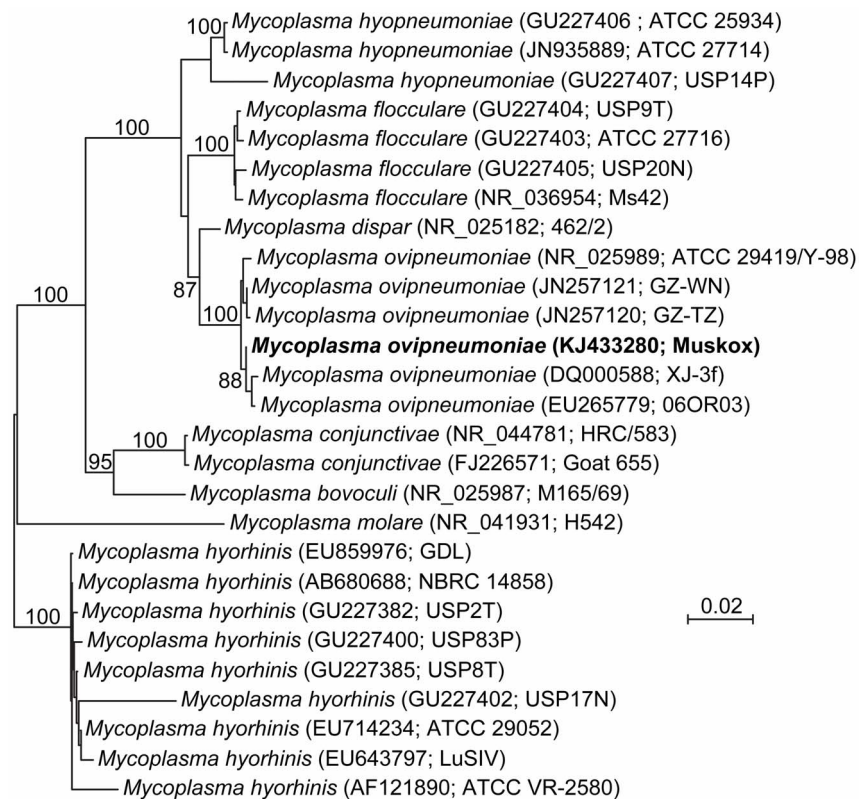 100 Mycoplasma hyopneumoniae (GU227406 ; ATCC 25934)
Mycoplasma hyopneumoniae (JN935889; ATCC 27714)
Mycoplasma hyopneumoniae (GU227407; USP14P)
Mycoplasma flocculare (GU227404; USP9T)
100
100 Mycoplasma flocculare (GU227403; ATCC 27716)
Mycoplasma flocculare (GU227405; USP20N)
Mycoplasma flocculare (NR_036954; Ms42)
Mycoplasma dispar (NR_025182; 462/2)
Mycoplasma ovipneumoniae (NR_025989; ATCC 29419/Y-98)
100 87 Mycoplasma ovipneumoniae (JN257121; GZ-WN)
100 Mycoplasma ovipneumoniae (JN257120; GZ-TZ)
Mycoplasma ovipneumoniae (KJ433280; Muskox)
88 Mycoplasma ovipneumoniae (DQ000588; XJ-3f)
Mycoplasma ovipneumoniae (EU265779; 06OR03)
100 Mycoplasma conjunctivae (NR_044781; HRC/583)
95 Mycoplasma conjunctivae (FJ226571; Goat 655)
Mycoplasma bovoculi (NR_025987; M165/69)
Mycoplasma molare (NR_041931; H542)
Mycoplasma hyorhinis (EU859976; GDL)
Mycoplasma hyorhinis (AB680688; NBRC 14858)
100 Mycoplasma hyorhinis (GU227382; USP2T) 0.02
Mycoplasma hyorhinis (GU227400; USP83P)
Mycoplasma hyorhinis (GU227385; USP8T)
Mycoplasma hyorhinis (GU227402; USP17N)
Mycoplasma hyorhinis (EU714234; ATCC 29052)
Mycoplasma hyorhinis (EU643797; LuSIV)
Mycoplasma hyorhinis (AF121890; ATCC VR-2580)